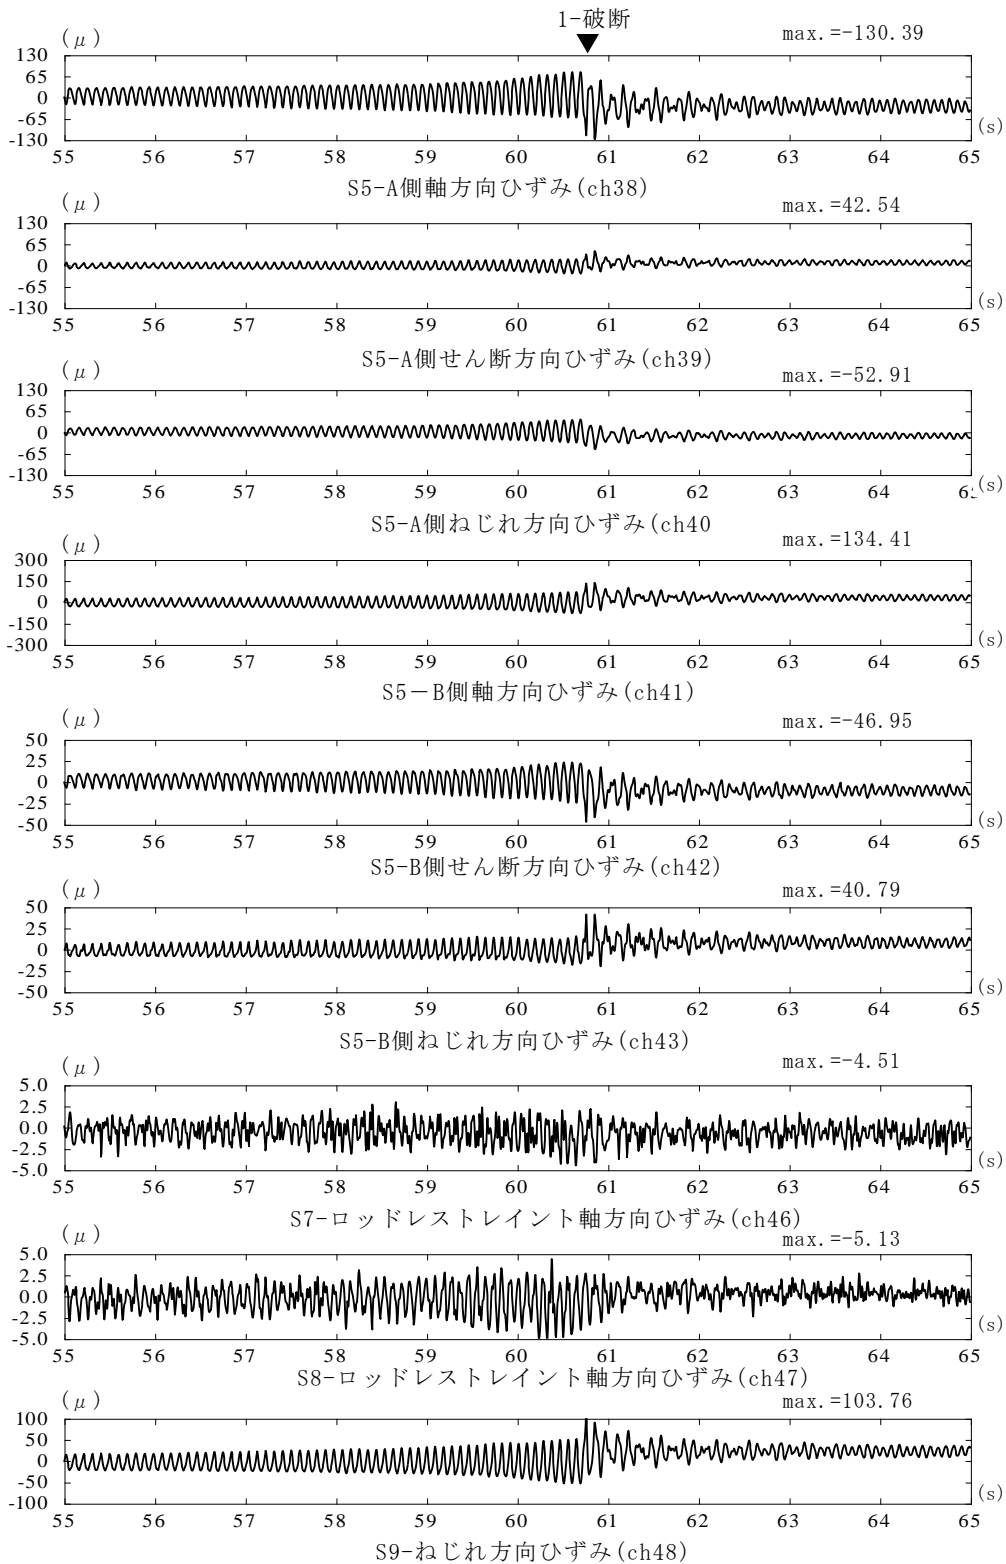 1-破断
(μ)
max.=-130.39
130
65
0
-65
-130
(s)
55 56 57 58 59 60 61 62 63 64 65
S5-A側軸方向ひずみ(ch38)
(μ)
max.=42.54
130
65
0
-65
-130
(s)
55 56 57 58 59 60 61 62 63 64 65
S5-A側せん断方向ひずみ(ch39)
(μ)
max.=-52.91
130
65
0
-65
-130
(s)
55 56 57 58 59 60 61 62 63 64
S5-A側ねじれ方向ひずみ(ch40
(μ)
max.=134.41
300
150
0
-150
-300
(s)
55 56 57 58 59 60 61 62 63 64 65
S5－B側軸方向ひずみ(ch41)
(μ)
max.=-46.95
50
25
0
-25
-50
(s)
55 56 57 58 59 60 61 62 63 64 65
S5-B側せん断方向ひずみ(ch42)
(μ)
max.=40.79
50
25
0
-25
-50
(s)
55 56 57 58 59 60 61 62 63 64 65
S5-B側ねじれ方向ひずみ(ch43)
(μ)
max.=-4.51
5.0
2.5
0.0
-2.5
-5.0
(s)
55 56 57 58 59 60 61 62 63 64 65
S7-ロッドレストレイント軸方向ひずみ(ch46)
(μ)
max.=-5.13
5.0
2.5
0.0
-2.5
-5.0
(s)
55 56 57 58 59 60 61 62 63 64 65
S8-ロッドレストレイント軸方向ひずみ(ch47)
(μ)
max.=103.76
100
50
0
-50
-100
(s)
55 56 57 58 59 60 61 62 63 64 65
S9-ねじれ方向ひずみ(ch48)